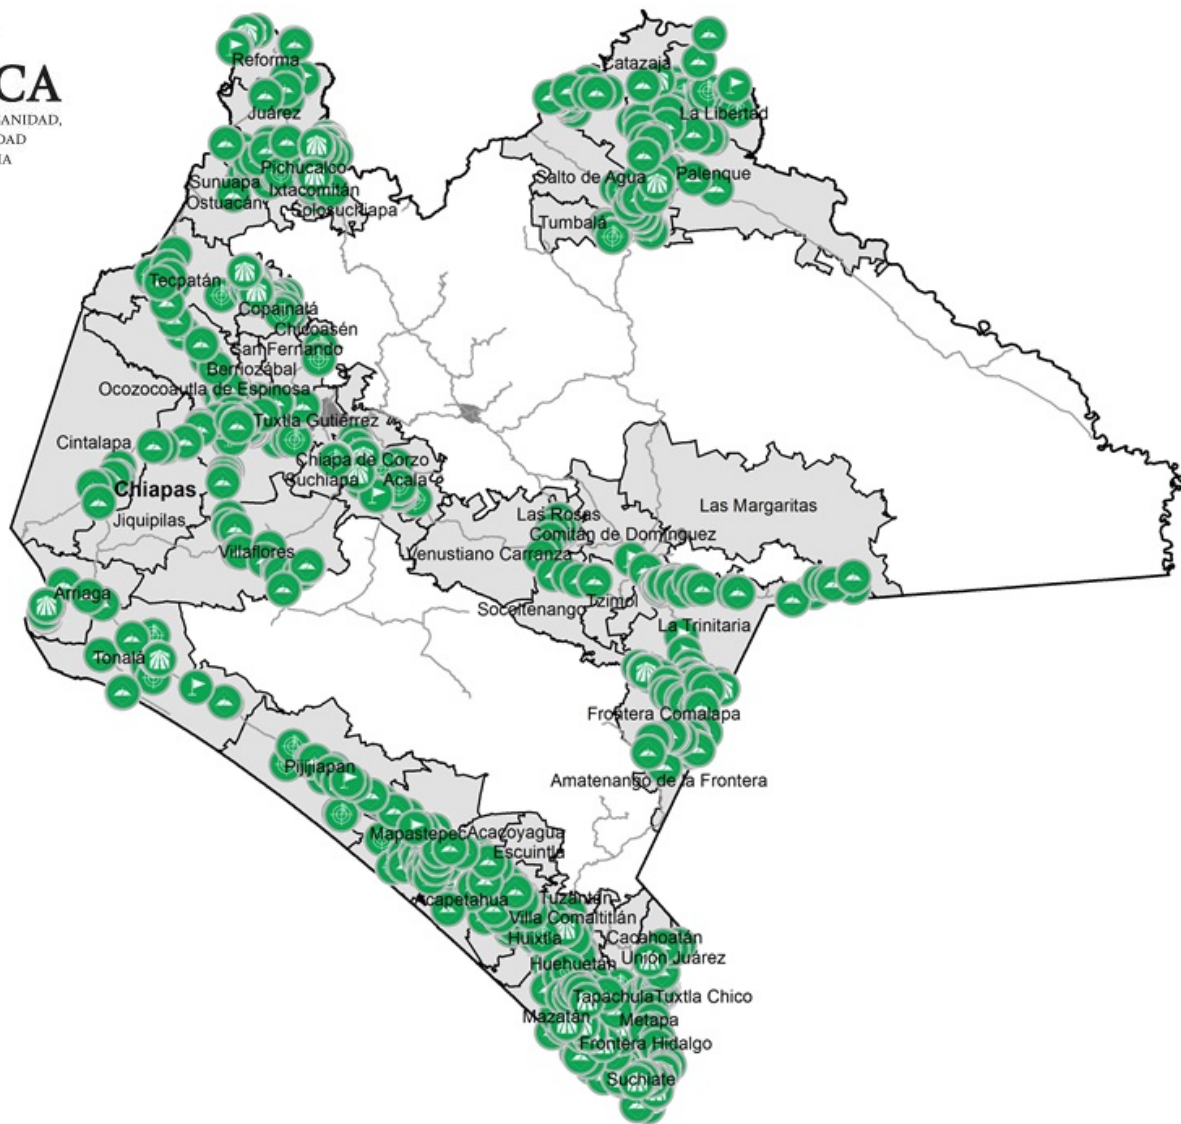 CA
ANIDAD,
DAD
IA
Reforma
Catazaja
Juárez
La Libertad
Pichucalco
Sunuapa
Ixtacomitán
Ostuacán
Solosuchiapa
Salto de Agua
Palenque
Tumbalá
Tecpatán
Copainalá
Chicoasén
San Fernando
Berriozábal
Ocozocoautla de Espinosa
Tuxtla Gutiérrez
Cintalapa
Chiapa de Corzo
Suchiapa
Acala
Chiapas
Jiquipilas
Las Margaritas
Las Rosas
Comitán de Domínguez
Venustiano Carranza
Villaflores
Arriaga
Socoltenango
Tzimol
La Trinitaria
Tonalá
Frontera Comalapa
Amatenango de la Frontera
Pijijiapan
Mapastepec
Acacoyagua
Escuintla
Acapetahua
Tuzantán
Villa Comaltitlán
Huixtla
Cacahoatán
Unión Juárez
Huehuetán
Tapachula
Tuxtla Chico
Mazatán
Metapa
Frontera Hidalgo
Suchiate